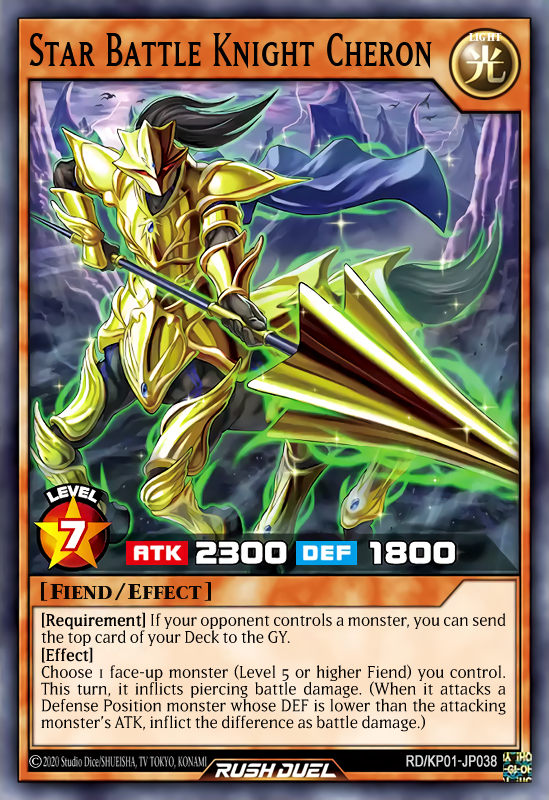 STAR BATTLE KNIGHT CHERON
LIGHT
光
LEVEL
7
ATK 2300 DEF 1800
[FIEND/EFFECT]
[Requirement] If your opponent controls a monster, you can send
the top card of your Deck to the GY.
[Effect]
Choose 1 face-up monster (Level 5 or higher Fiend) you control.
This turn, it inflicts piercing battle damage. (When it attacks a
Defense Position monster whose DEF is lower than the attacking
monster's ATK, inflict the difference as battle damage.)
©2020 Studio Dice/SHUEISHA, TV TOKYO, KONAMI
RUSH DUEL
RD/KP01-JP038